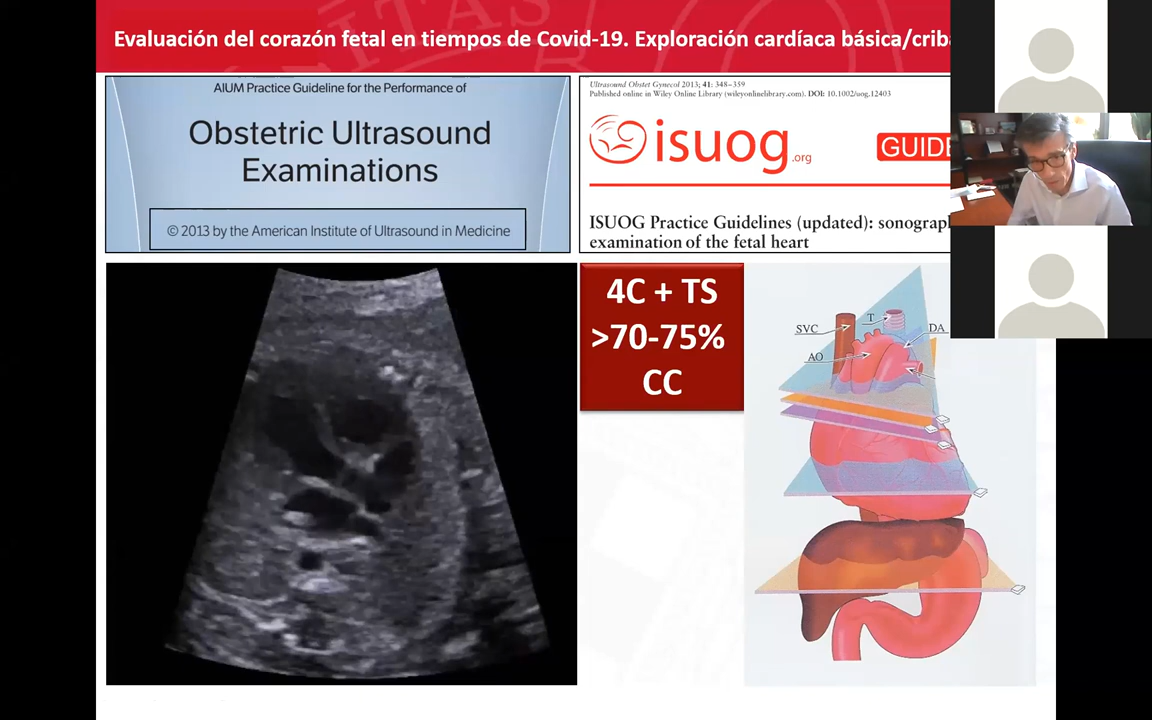 Evaluación del corazón fetal en tiempos de Covid-19. Exploración cardíaca básica/criba
AIUM Practice Guideline for the Performance of
Obstetric Ultrasound
Examinations
© 2013 by the American Institute of Ultrasound in Medicine
Ultrasound Obstet Gynecol 2013; 41: 348–359
Published online in Wiley Online Library (wileyonlinelibrary.com). DOI: 10.1002/uog.12403
isuog.org
GUIDE
ISUOG Practice Guidelines (updated): sonograp
examination of the fetal heart
4C + TS
>70-75%
CC
SVC
T
DA
AO